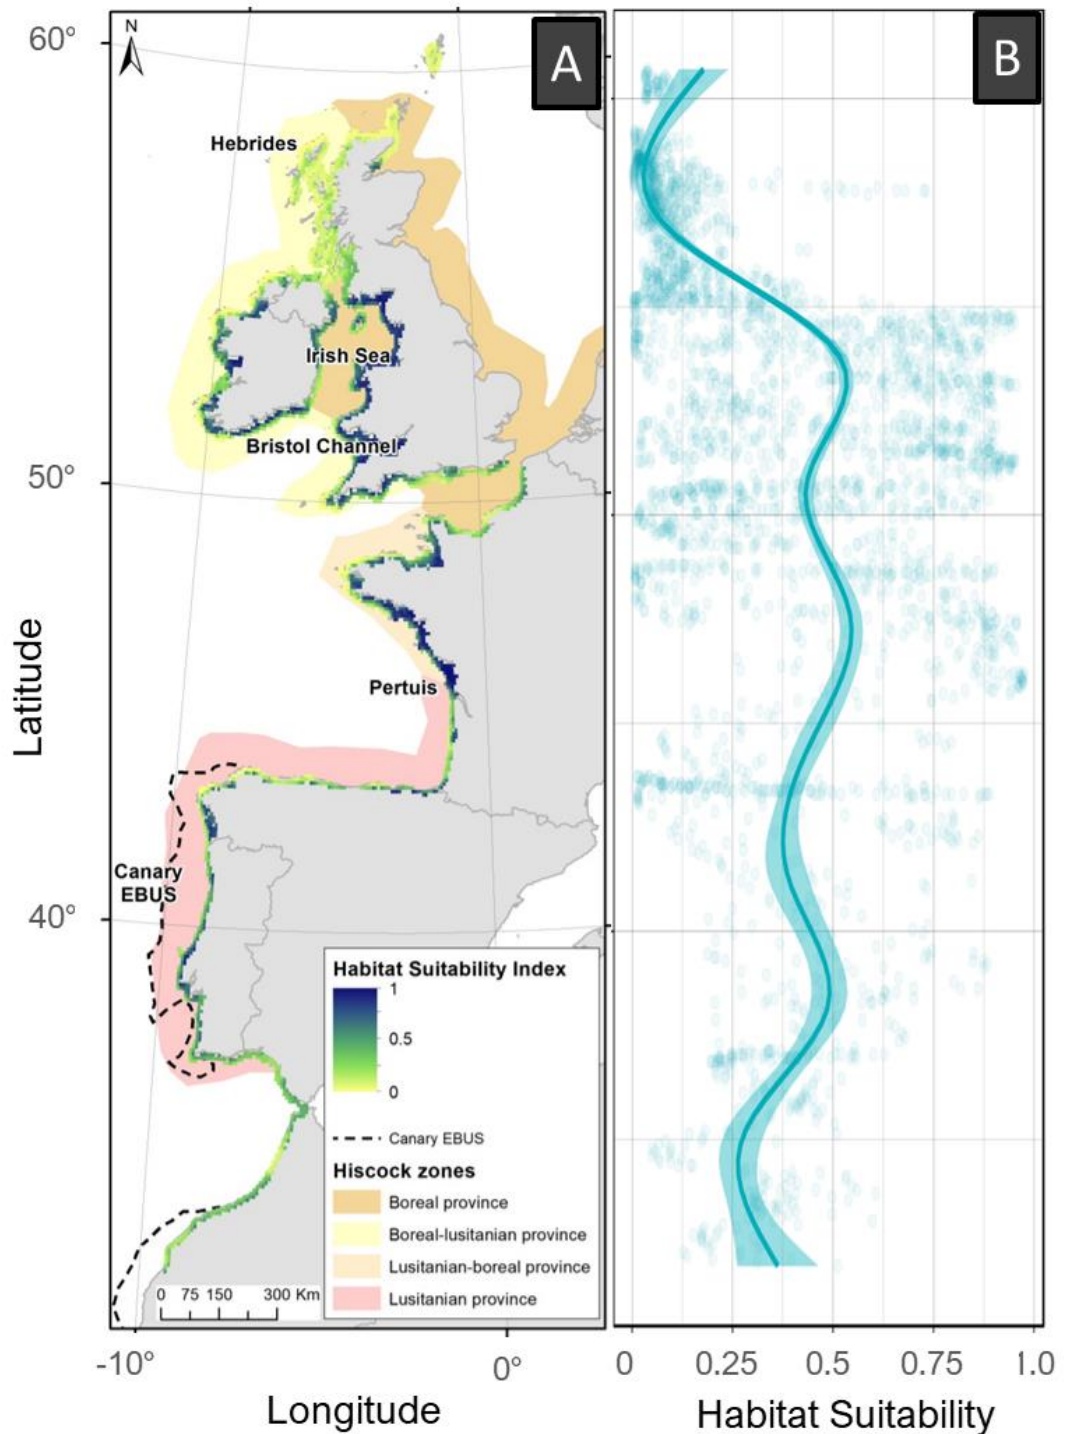 N
A
B
60°
50°
40°
Latitude
Hebrides
Irish Sea
Bristol Channel
Pertuis
Canary
EBUS
Habitat Suitability Index
1
0.5
0
Canary EBUS
Hiscock zones
Boreal province
Boreal-lusitanian province
Lusitanian-boreal province
Lusitanian province
0 75 150 300 Km
-10° 0°
Longitude
0 0.25 0.5 0.75 1.0
Habitat Suitability